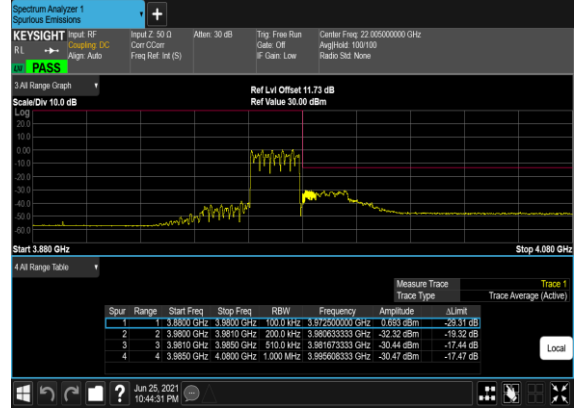 Spectrum Analyzer 1
Spurious Emissions
KEYSIGHT Input: RF Input Z: 50 Ω Atten: 30 dB Trig: Free Run Center Freq: 22.005000000 GHz
RL Coupling: DC Corr CCorr Gate: Off Avg|Hold: 100/100
Align: Auto Freq Ref: Int (S) IF Gain: Low Radio Std: None
PASS
3 All Range Graph
Ref Lvl Offset 11.73 dB
Scale/Div 10.0 dB Ref Value 30.00 dBm
Log
20.0
10.0
0.00
-10.0
-20.0
-30.0
-40.0
-50.0
-60.0
Start 3.880 GHz Stop 4.080 GHz
4 All Range Table
Measure Trace Trace 1
Trace Type Trace Average (Active)
Spur Range Start Freq Stop Freq RBW Frequency Amplitude ΔLimit
1 1 3.8800 GHz 3.9800 GHz 100.0 kHz 3.972500000 GHz 0.693 dBm -29.31 dB
2 2 3.9800 GHz 3.9810 GHz 200.0 kHz 3.980633333 GHz -32.32 dBm -19.32 dB
3 3 3.9810 GHz 3.9850 GHz 510.0 kHz 3.981673333 GHz -30.44 dBm -17.44 dB
4 4 3.9850 GHz 4.0800 GHz 1.000 MHz 3.995608333 GHz -30.47 dBm -17.47 dB
Local
? Jun 25, 2021
10:44:31 PM